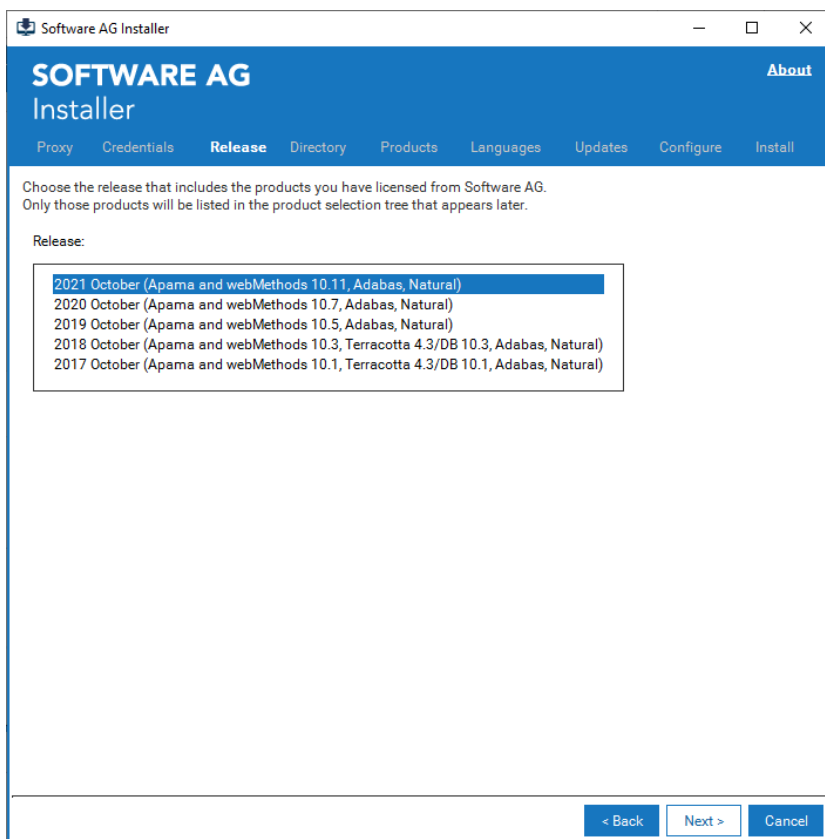 Software AG Installer
About
SOFTWARE AG
Installer
Proxy Credentials Release Directory Products Languages Updates Configure Install
Choose the release that includes the products you have licensed from Software AG.
Only those products will be listed in the product selection tree that appears later.
Release:
2021 October (Apama and webMethods 10.11, Adabas, Natural)
2020 October (Apama and webMethods 10.7, Adabas, Natural)
2019 October (Apama and webMethods 10.5, Adabas, Natural)
2018 October (Apama and webMethods 10.3, Terracotta 4.3/DB 10.3, Adabas, Natural)
2017 October (Apama and webMethods 10.1, Terracotta 4.3/DB 10.1, Adabas, Natural)
< Back Next > Cancel